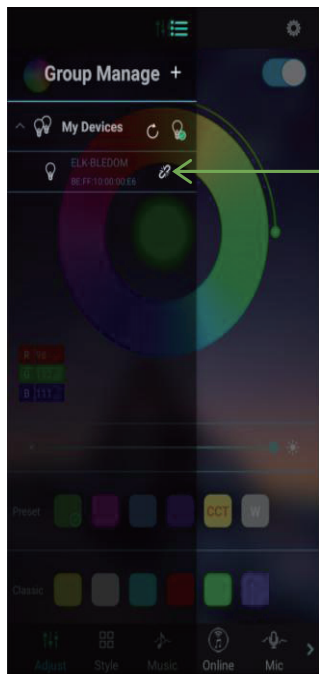 Group Manage +
My Devices
ELK-BLEDOM
BE:FF:10:00:00:E6
R
G
B 111
Preset
CCT
W
Classic
Adjust
Style
Music
Online
Mic